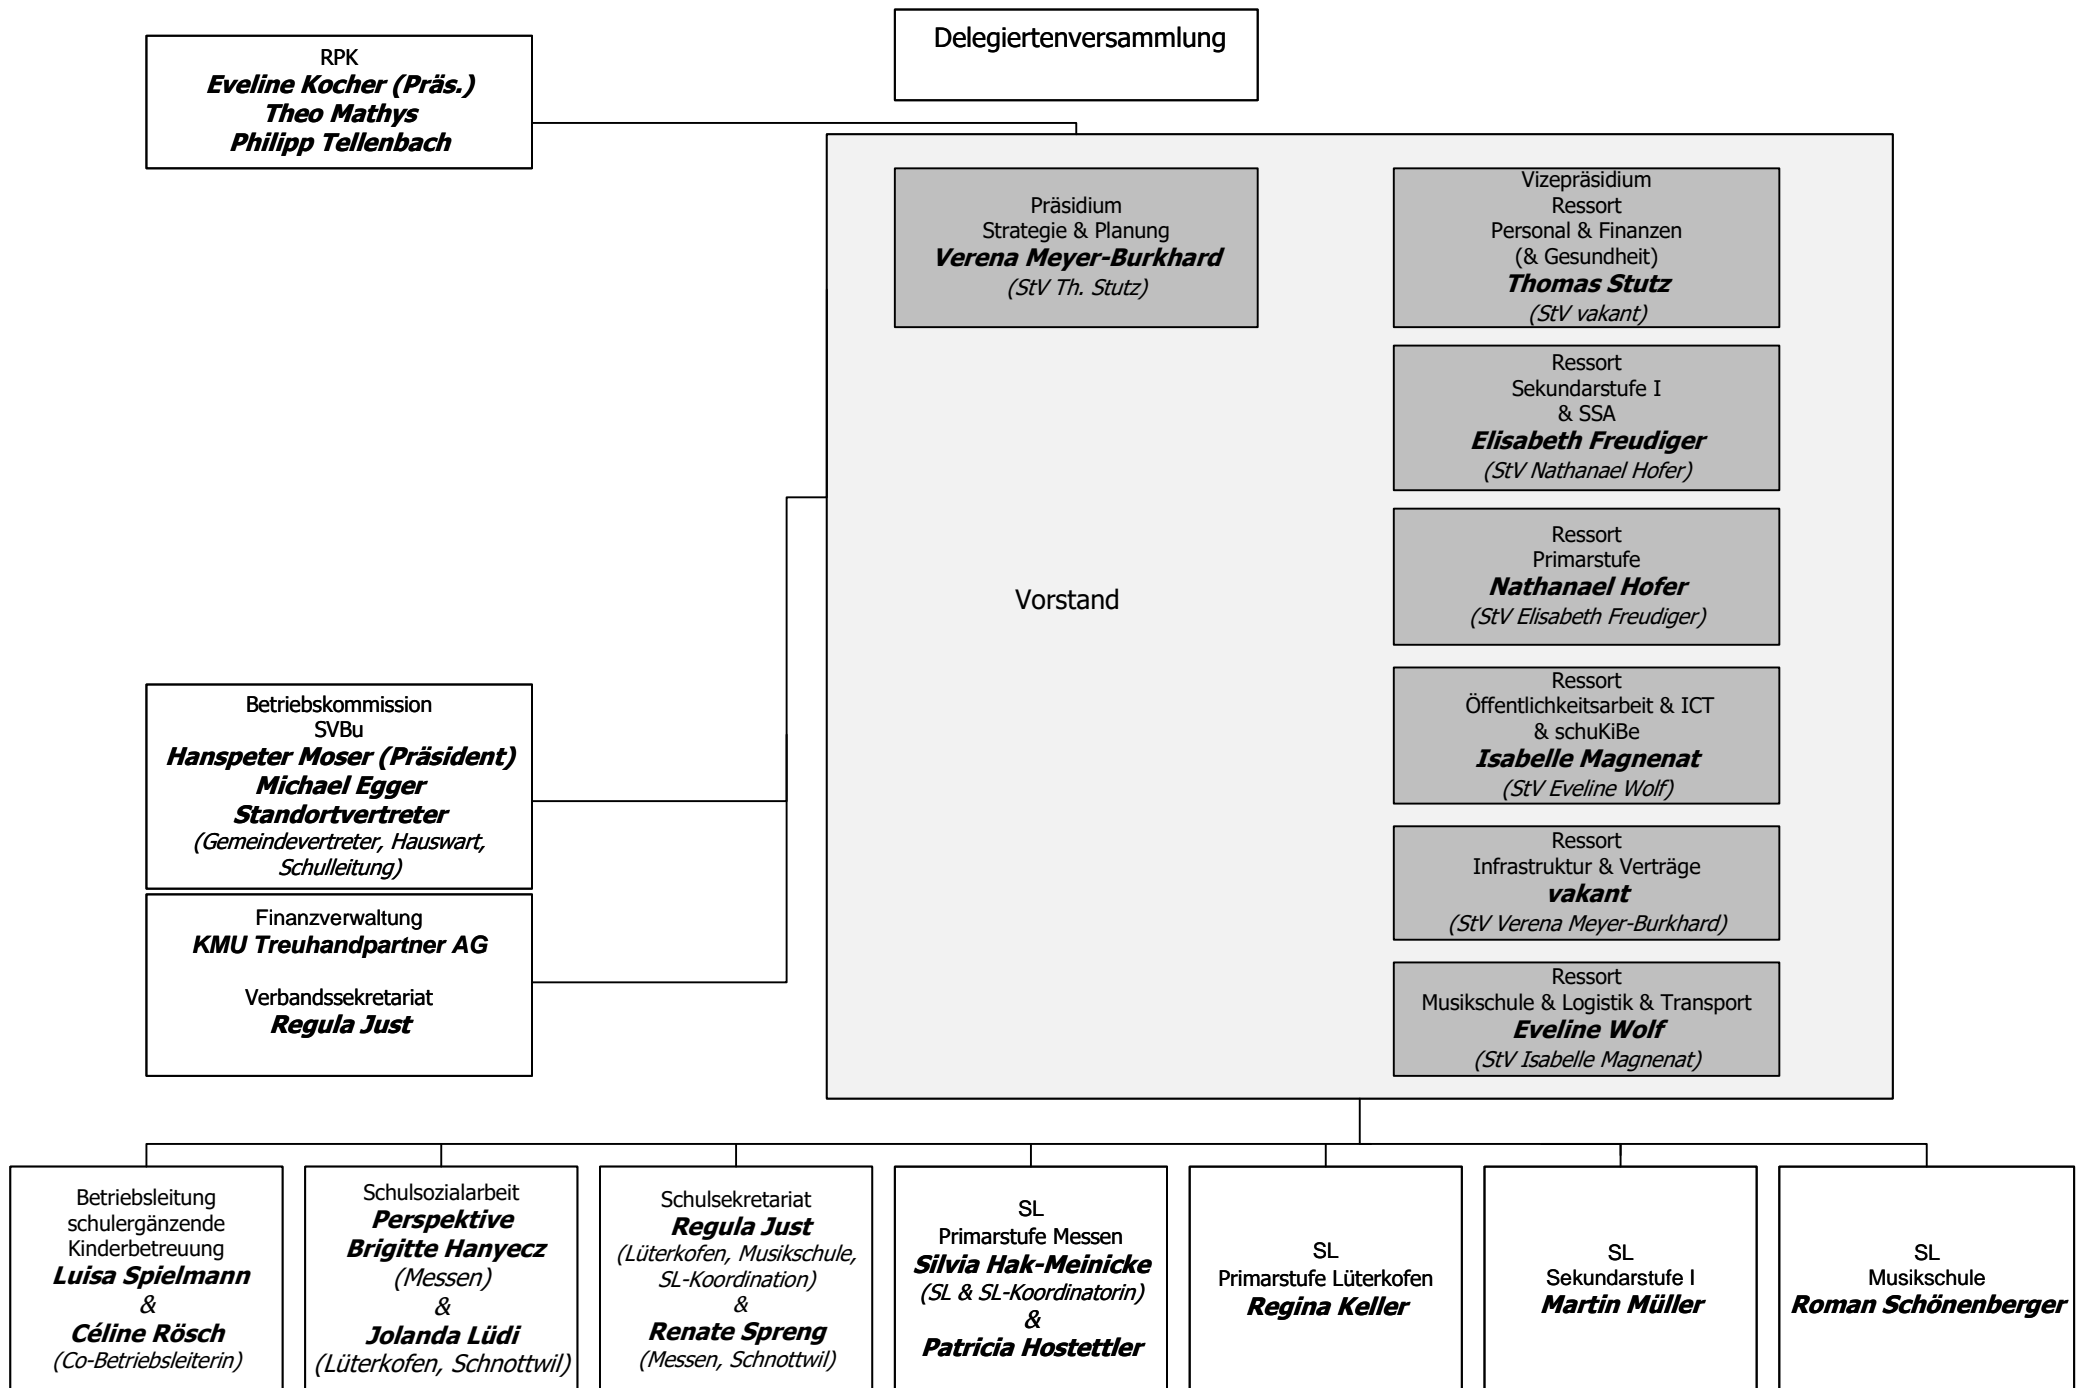 Delegiertenversammlung
RPK
Eveline Kocher (Präs.)
Theo Mathys
Philipp Tellenbach
Präsidium
Strategie & Planung
Verena Meyer-Burkhard
(StV Th. Stutz)
Vizepräsidium
Ressort
Personal & Finanzen
(& Gesundheit)
Thomas Stutz
(StV vakant)
Ressort
Sekundarstufe I
& SSA
Elisabeth Freudiger
(StV Nathanael Hofer)
Ressort
Primarstufe
Nathanael Hofer
(StV Elisabeth Freudiger)
Vorstand
Ressort
Öffentlichkeitsarbeit & ICT
& schuKiBe
Isabelle Magnenat
(StV Eveline Wolf)
Ressort
Infrastruktur & Verträge
vakant
(StV Verena Meyer-Burkhard)
Ressort
Musikschule & Logistik & Transport
Eveline Wolf
(StV Isabelle Magnenat)
Betriebskommission
SVBu
Hanspeter Moser (Präsident)
Michael Egger
Standortvertreter
(Gemeindevertreter, Hauswart,
Schulleitung)
Finanzverwaltung
KMU Treuhandpartner AG
Verbandssekretariat
Regula Just
Betriebsleitung
schulergänzende
Kinderbetreuung
Luisa Spielmann
&
Céline Rösch
(Co-Betriebsleiterin)
Schulsozialarbeit
Perspektive
Brigitte Hanyecz
(Messen)
&
Jolanda Lüdi
(Lüterkofen, Schnottwil)
Schulsekretariat
Regula Just
(Lüterkofen, Musikschule,
SL-Koordination)
&
Renate Spreng
(Messen, Schnottwil)
SL
Primarstufe Messen
Silvia Hak-Meinicke
(SL & SL-Koordinatorin)
&
Patricia Hostettler
SL
Primarstufe Lüterkofen
Regina Keller
SL
Sekundarstufe I
Martin Müller
SL
Musikschule
Roman Schönenberger